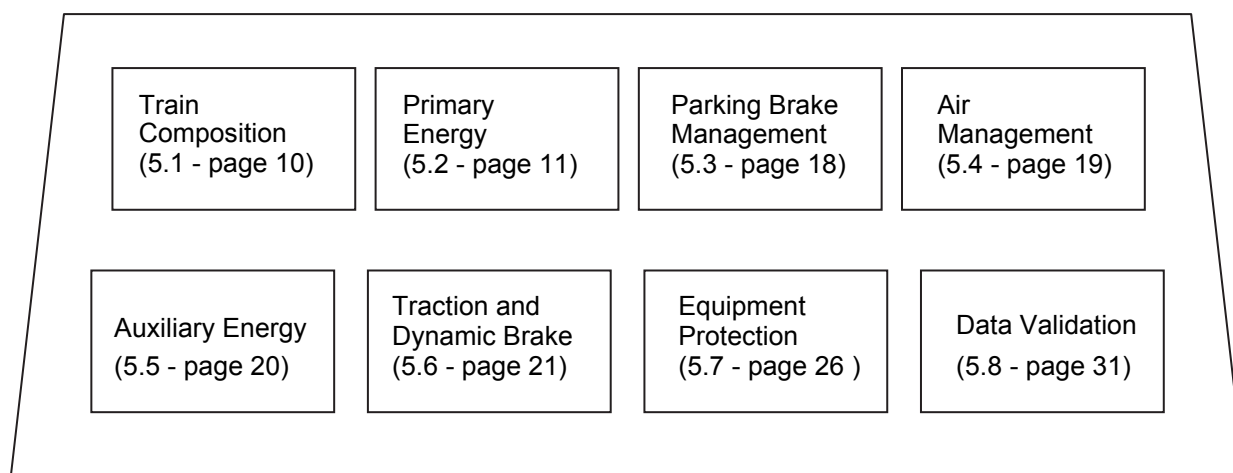 Train
Composition
(5.1 - page 10)
Primary
Energy
(5.2 - page 11)
Parking Brake
Management
(5.3 - page 18)
Air
Management
(5.4 - page 19)
Auxiliary Energy
(5.5 - page 20)
Traction and
Dynamic Brake
(5.6 - page 21)
Equipment
Protection
(5.7 - page 26 )
Data Validation
(5.8 - page 31)